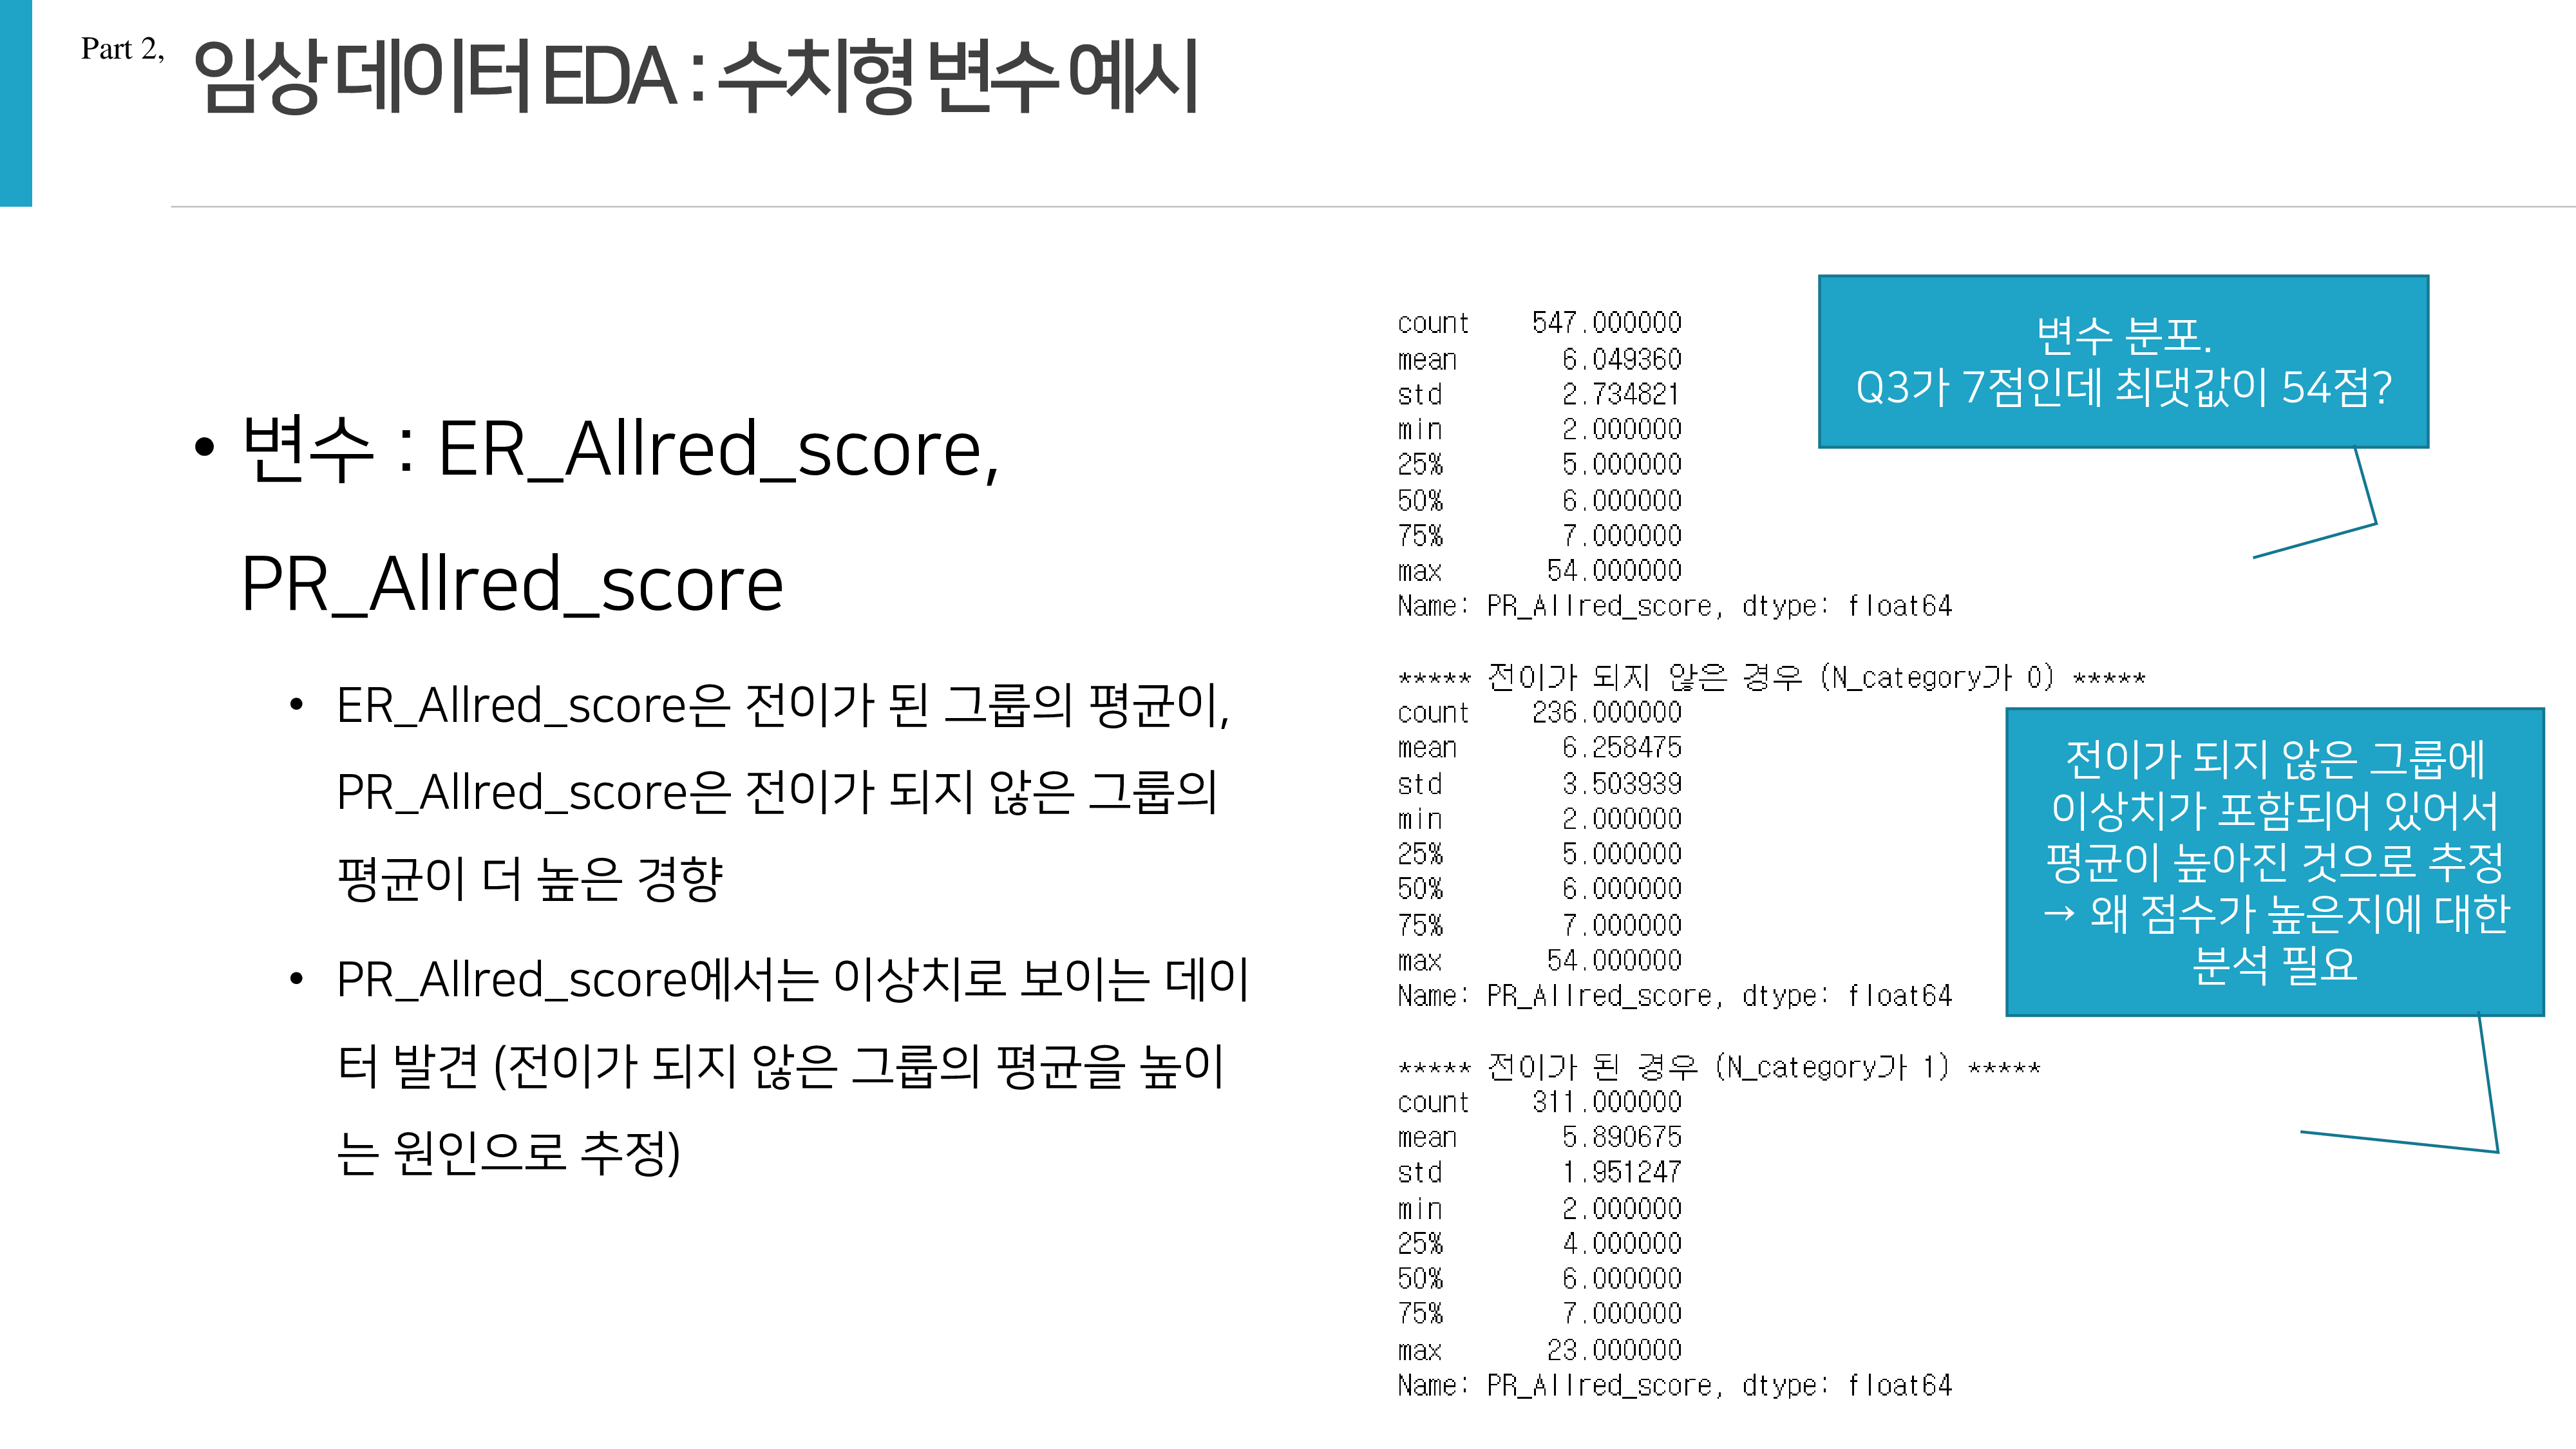 Part 2,
임상 데이터 EDA : 수치형 변수 예시
• 변수 : ER_Allred_score,
PR_Allred_score
• ER_Allred_score은 전이가 된 그룹의 평균이,
PR_Allred_score은 전이가 되지 않은 그룹의
평균이 더 높은 경향
• PR_Allred_score에서는 이상치로 보이는 데이
터 발견 (전이가 되지 않은 그룹의 평균을 높이
는 원인으로 추정)
count 547.000000
mean 6.049360
std 2.734821
min 2.000000
25% 5.000000
50% 6.000000
75% 7.000000
max 54.000000
Name: PR_Allred_score, dtype: float64
변수 분포.
Q3가 7점인데 최댓값이 54점?
***** 전이가 되지 않은 경우 (N_category가 0) *****
count 236.000000
mean 6.258475
std 3.503939
min 2.000000
25% 5.000000
50% 6.000000
75% 7.000000
max 54.000000
Name: PR_Allred_score, dtype: float64
전이가 되지 않은 그룹에
이상치가 포함되어 있어서
평균이 높아진 것으로 추정
→ 왜 점수가 높은지에 대한
분석 필요
***** 전이가 된 경우 (N_category가 1) *****
count 311.000000
mean 5.890675
std 1.951247
min 2.000000
25% 4.000000
50% 6.000000
75% 7.000000
max 23.000000
Name: PR_Allred_score, dtype: float64